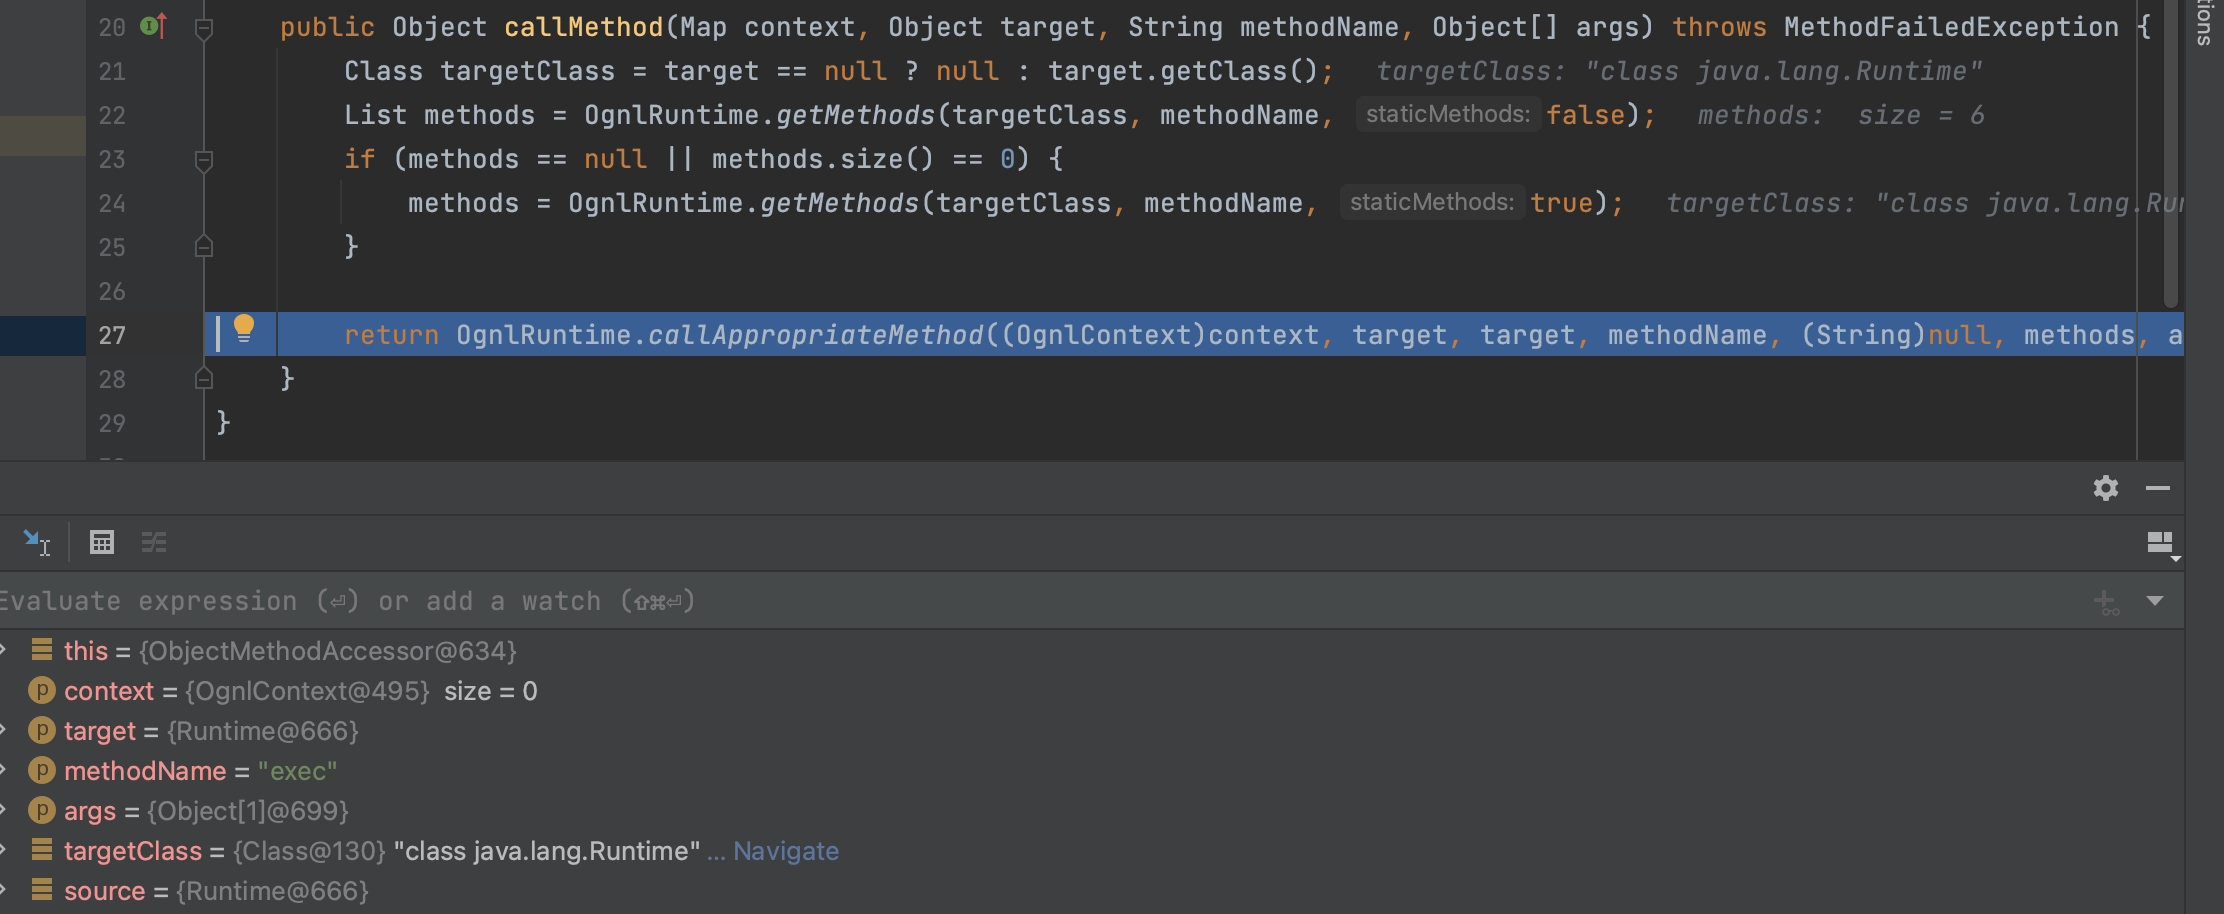 20 public Object callMethod(Map context, Object target, String methodName, Object[] args) throws MethodFailedException {
21 Class targetClass = target == null ? null : target.getClass(); targetClass: "class java.lang.Runtime"
22 List methods = OgnlRuntime.getMethods(targetClass, methodName, staticMethods: false); methods: size = 6
23 if (methods == null || methods.size() == 0) {
24 methods = OgnlRuntime.getMethods(targetClass, methodName, staticMethods: true); targetClass: "class java.lang.Run
25 }
26
27 return OgnlRuntime.callAppropriateMethod((OgnlContext)context, target, target, methodName, (String)null, methods, a
28 }
29 }
tions
Evaluate expression (⏎) or add a watch (⇧⌘⏎)
this = {ObjectMethodAccessor@634}
p context = {OgnlContext@495} size = 0
p target = {Runtime@666}
p methodName = "exec"
p args = {Object[1]@699}
targetClass = {Class@130} "class java.lang.Runtime" ... Navigate
source = {Runtime@666}